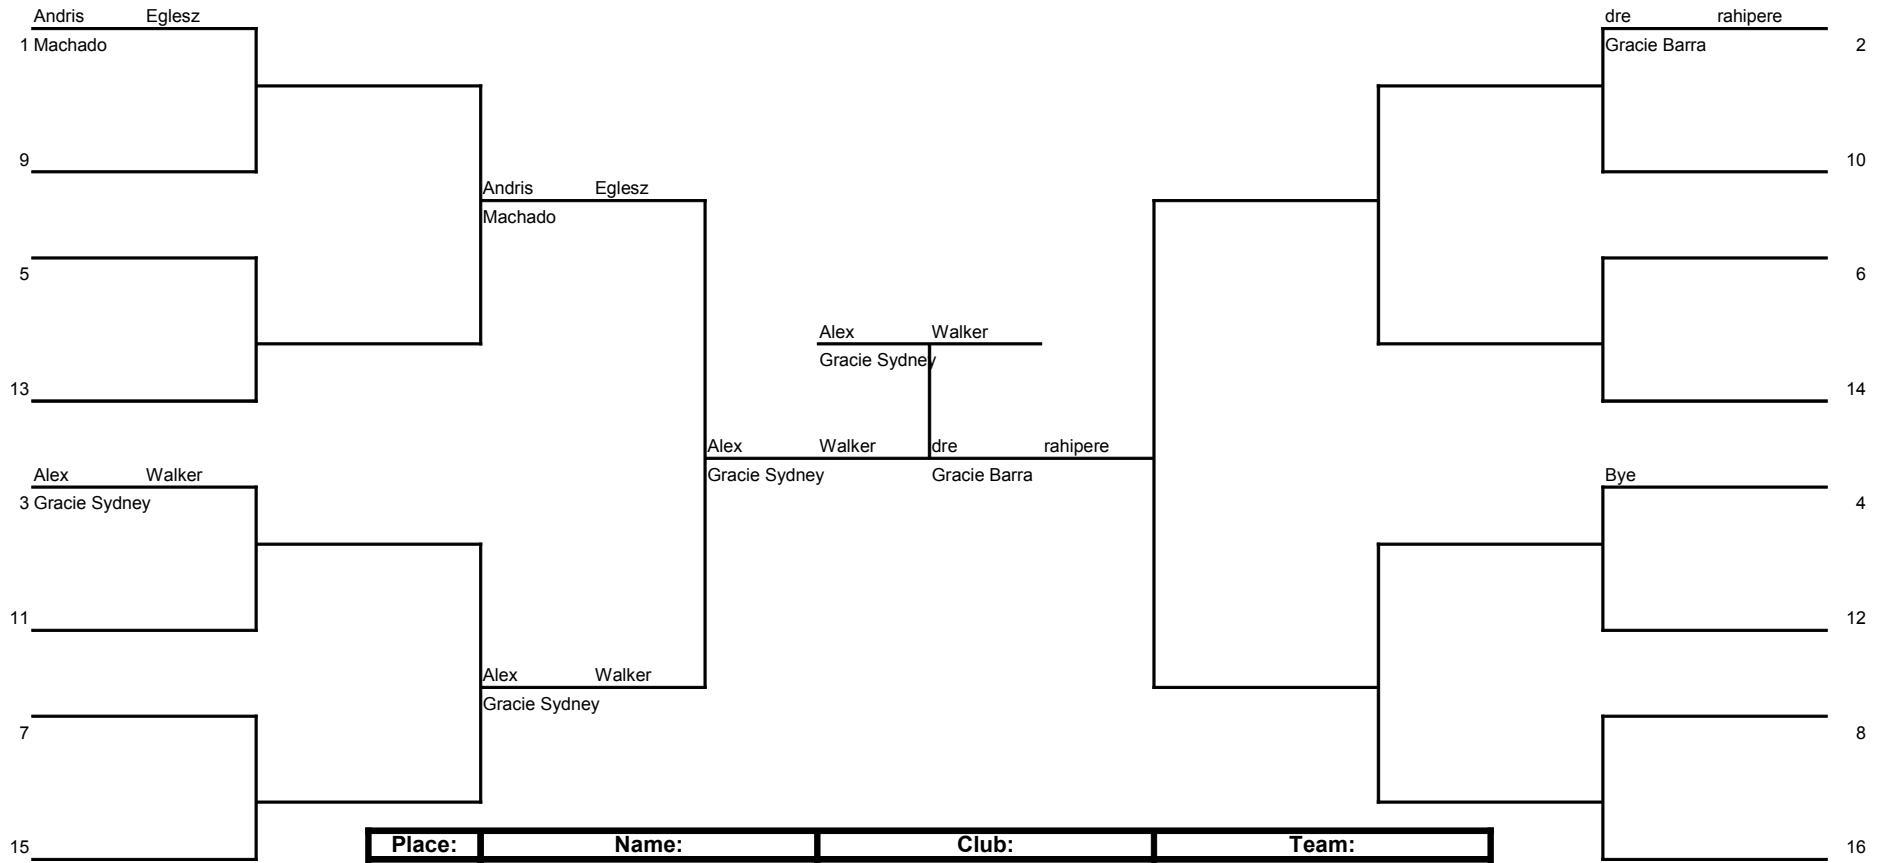 Andris Eglesz dre rahipere
1 Machado Gracie Barra 2
9 10
Andris Eglesz
Machado
5 6
Alex Walker
Gracie Sydney
13 14
Alex Walker dre rahipere
Gracie Sydney Gracie Barra
Alex Walker Bye
3 Gracie Sydney 4
11 12
Alex Walker
Gracie Sydney
7 8
Place: Name: Club: Team:
15 16